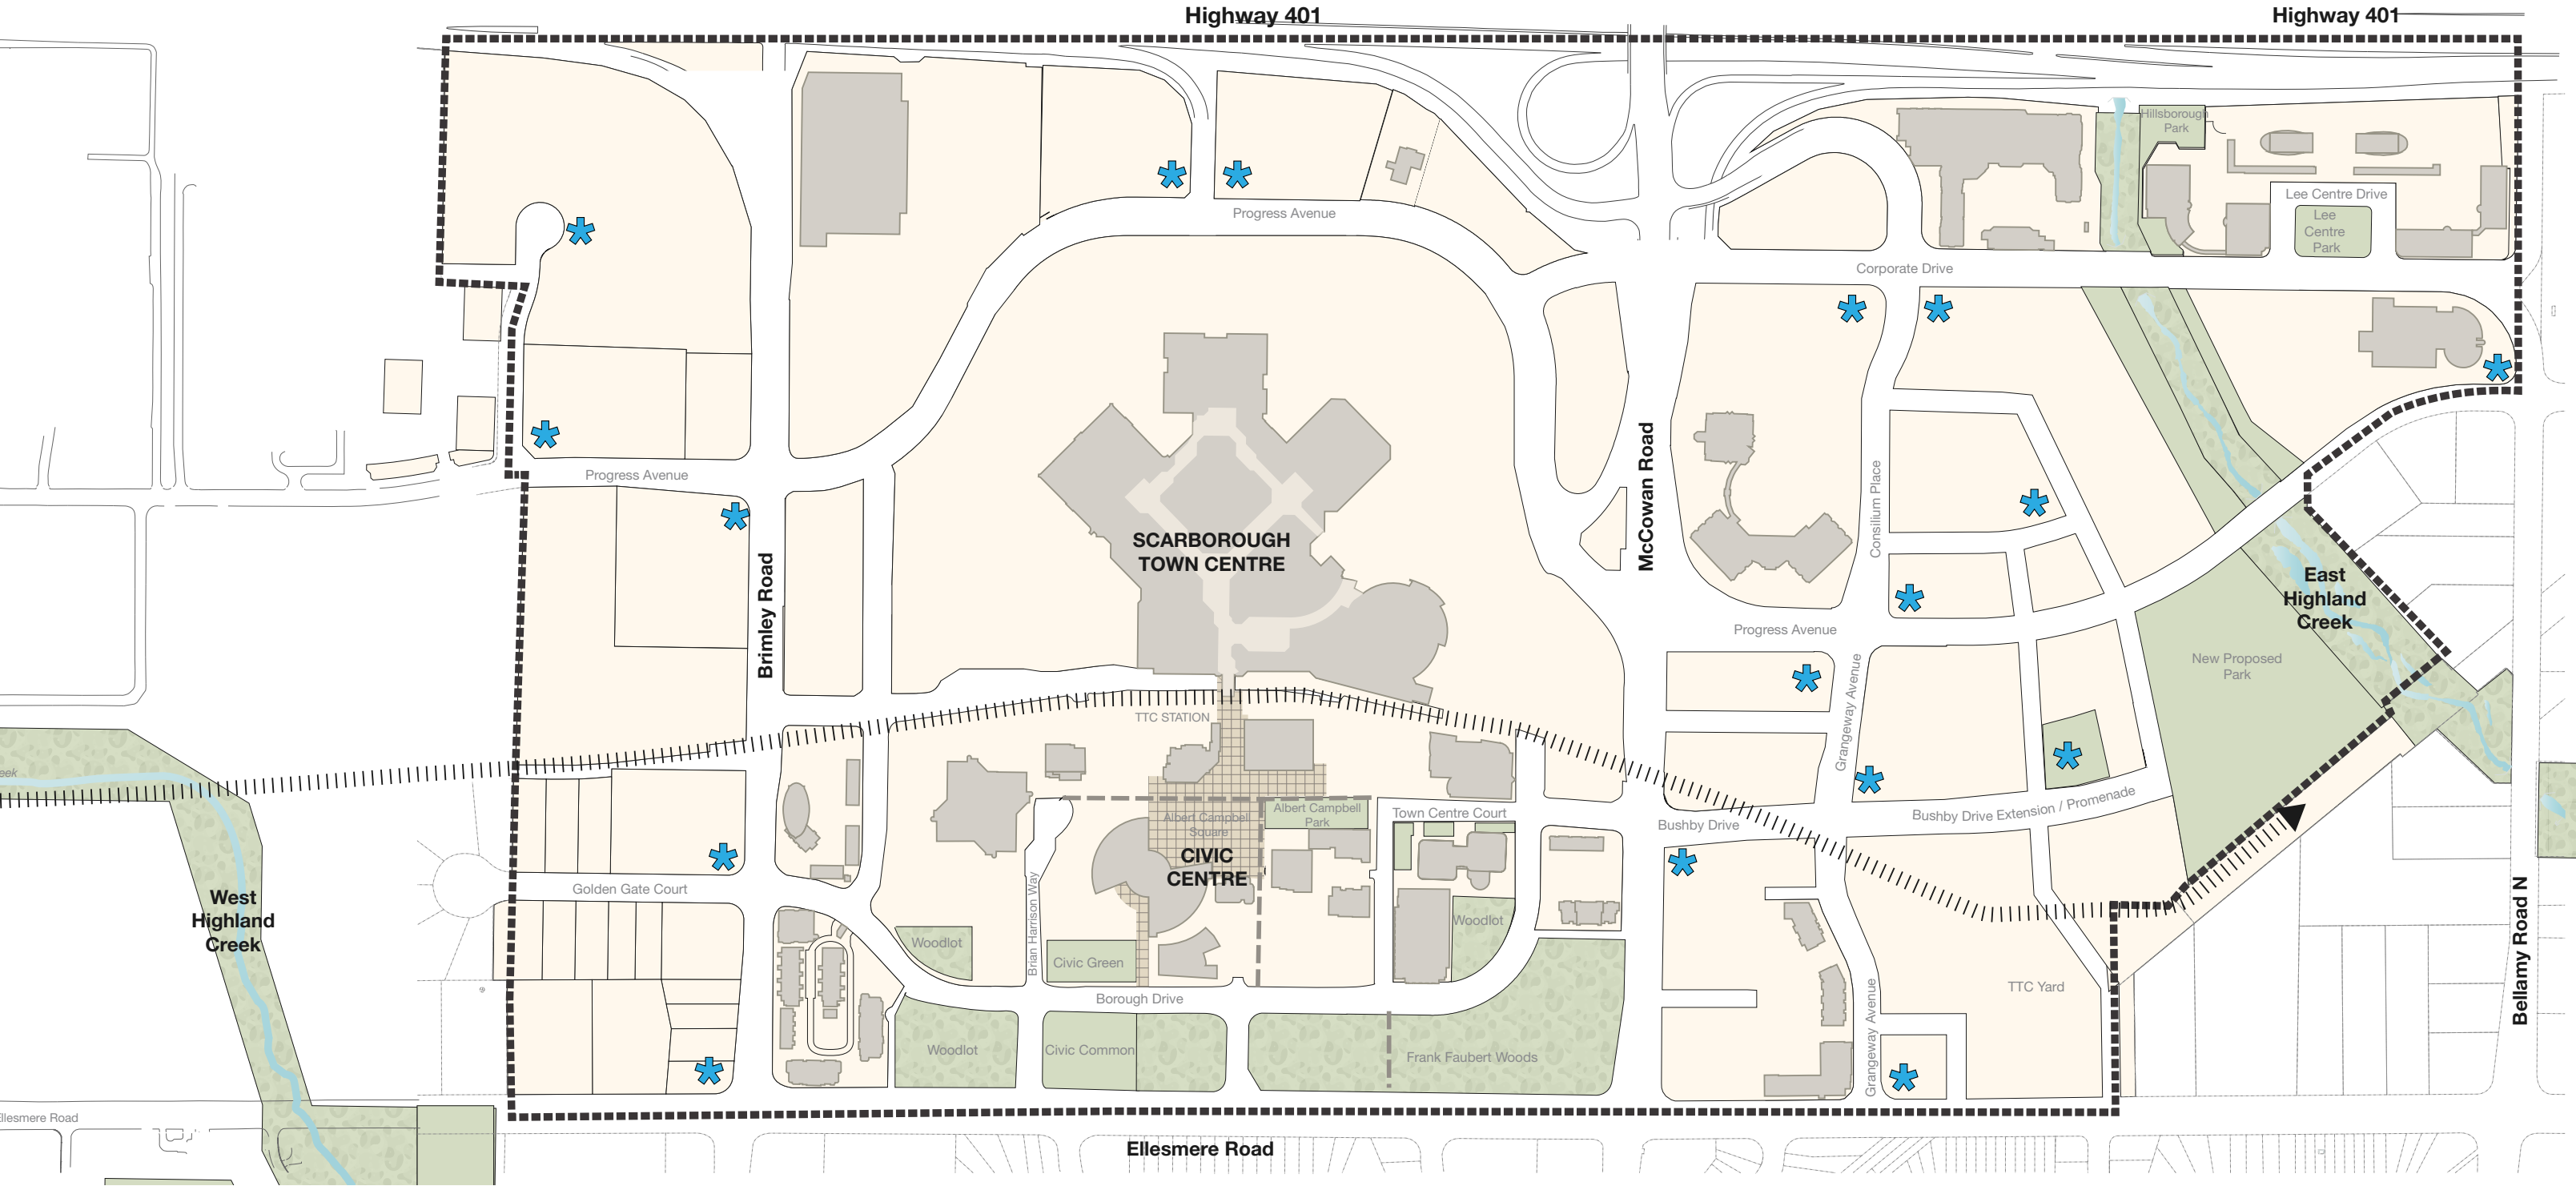 Highway 401
Highway 401
Hillsborough
Park
Lee Centre Drive
Lee
Centre
Park
Progress Avenue
Corporate Drive
Progress Avenue
McCowan Road
Consilium Place
SCARBOROUGH
TOWN CENTRE
Brimley Road
East
Highland
Creek
Progress Avenue
New Proposed
Park
Grangeway Avenue
TTC STATION
eek
Albert Campbell
Square
Albert Campbell
Park
Town Centre Court
Bushby Drive
Bushby Drive Extension / Promenade
CIVIC
CENTRE
Golden Gate Court
West
Highland
Creek
Brian Harrison Way
Woodlot
Woodlot
Civic Green
Borough Drive
TTC Yard
Bellamy Road N
Grangeway Avenue
Woodlot
Civic Common
Frank Faubert Woods
llesmere Road
Ellesmere Road